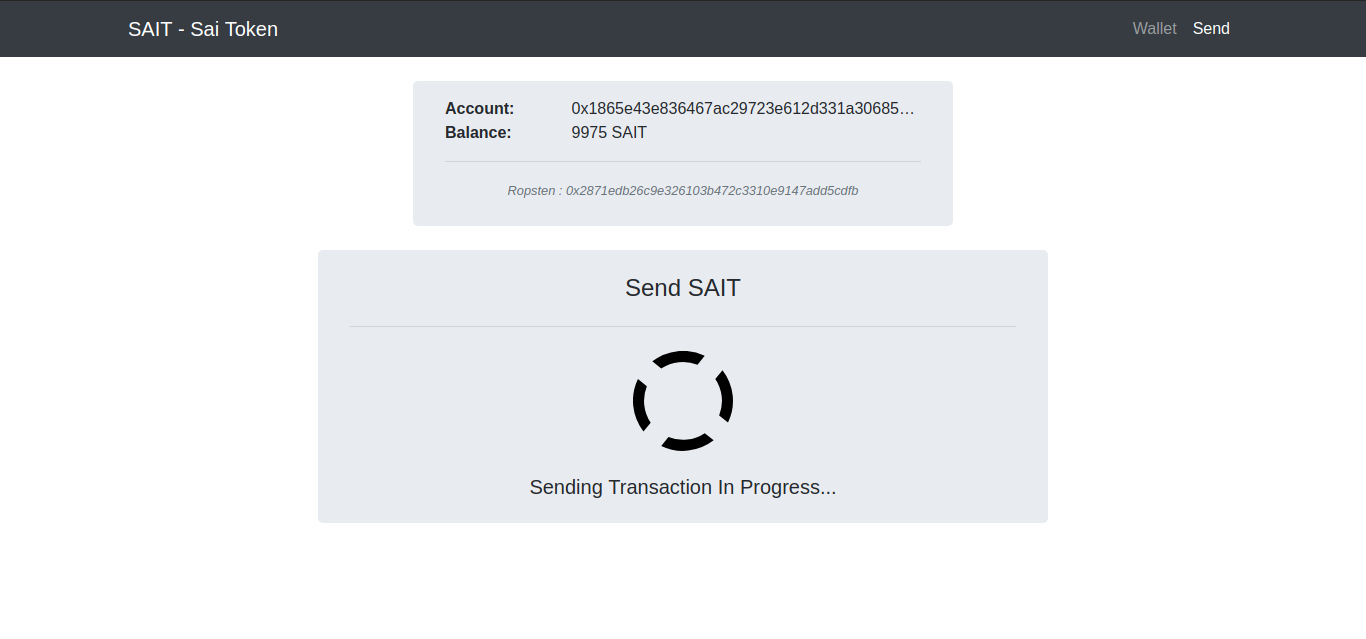 SAIT - Sai Token
Wallet Send
Account: 0x1865e43e836467ac29723e612d331a30685…
Balance: 9975 SAIT
Ropsten : 0x2871edb26c9e326103b472c3310e9147add5cdfb
Send SAIT
Sending Transaction In Progress...